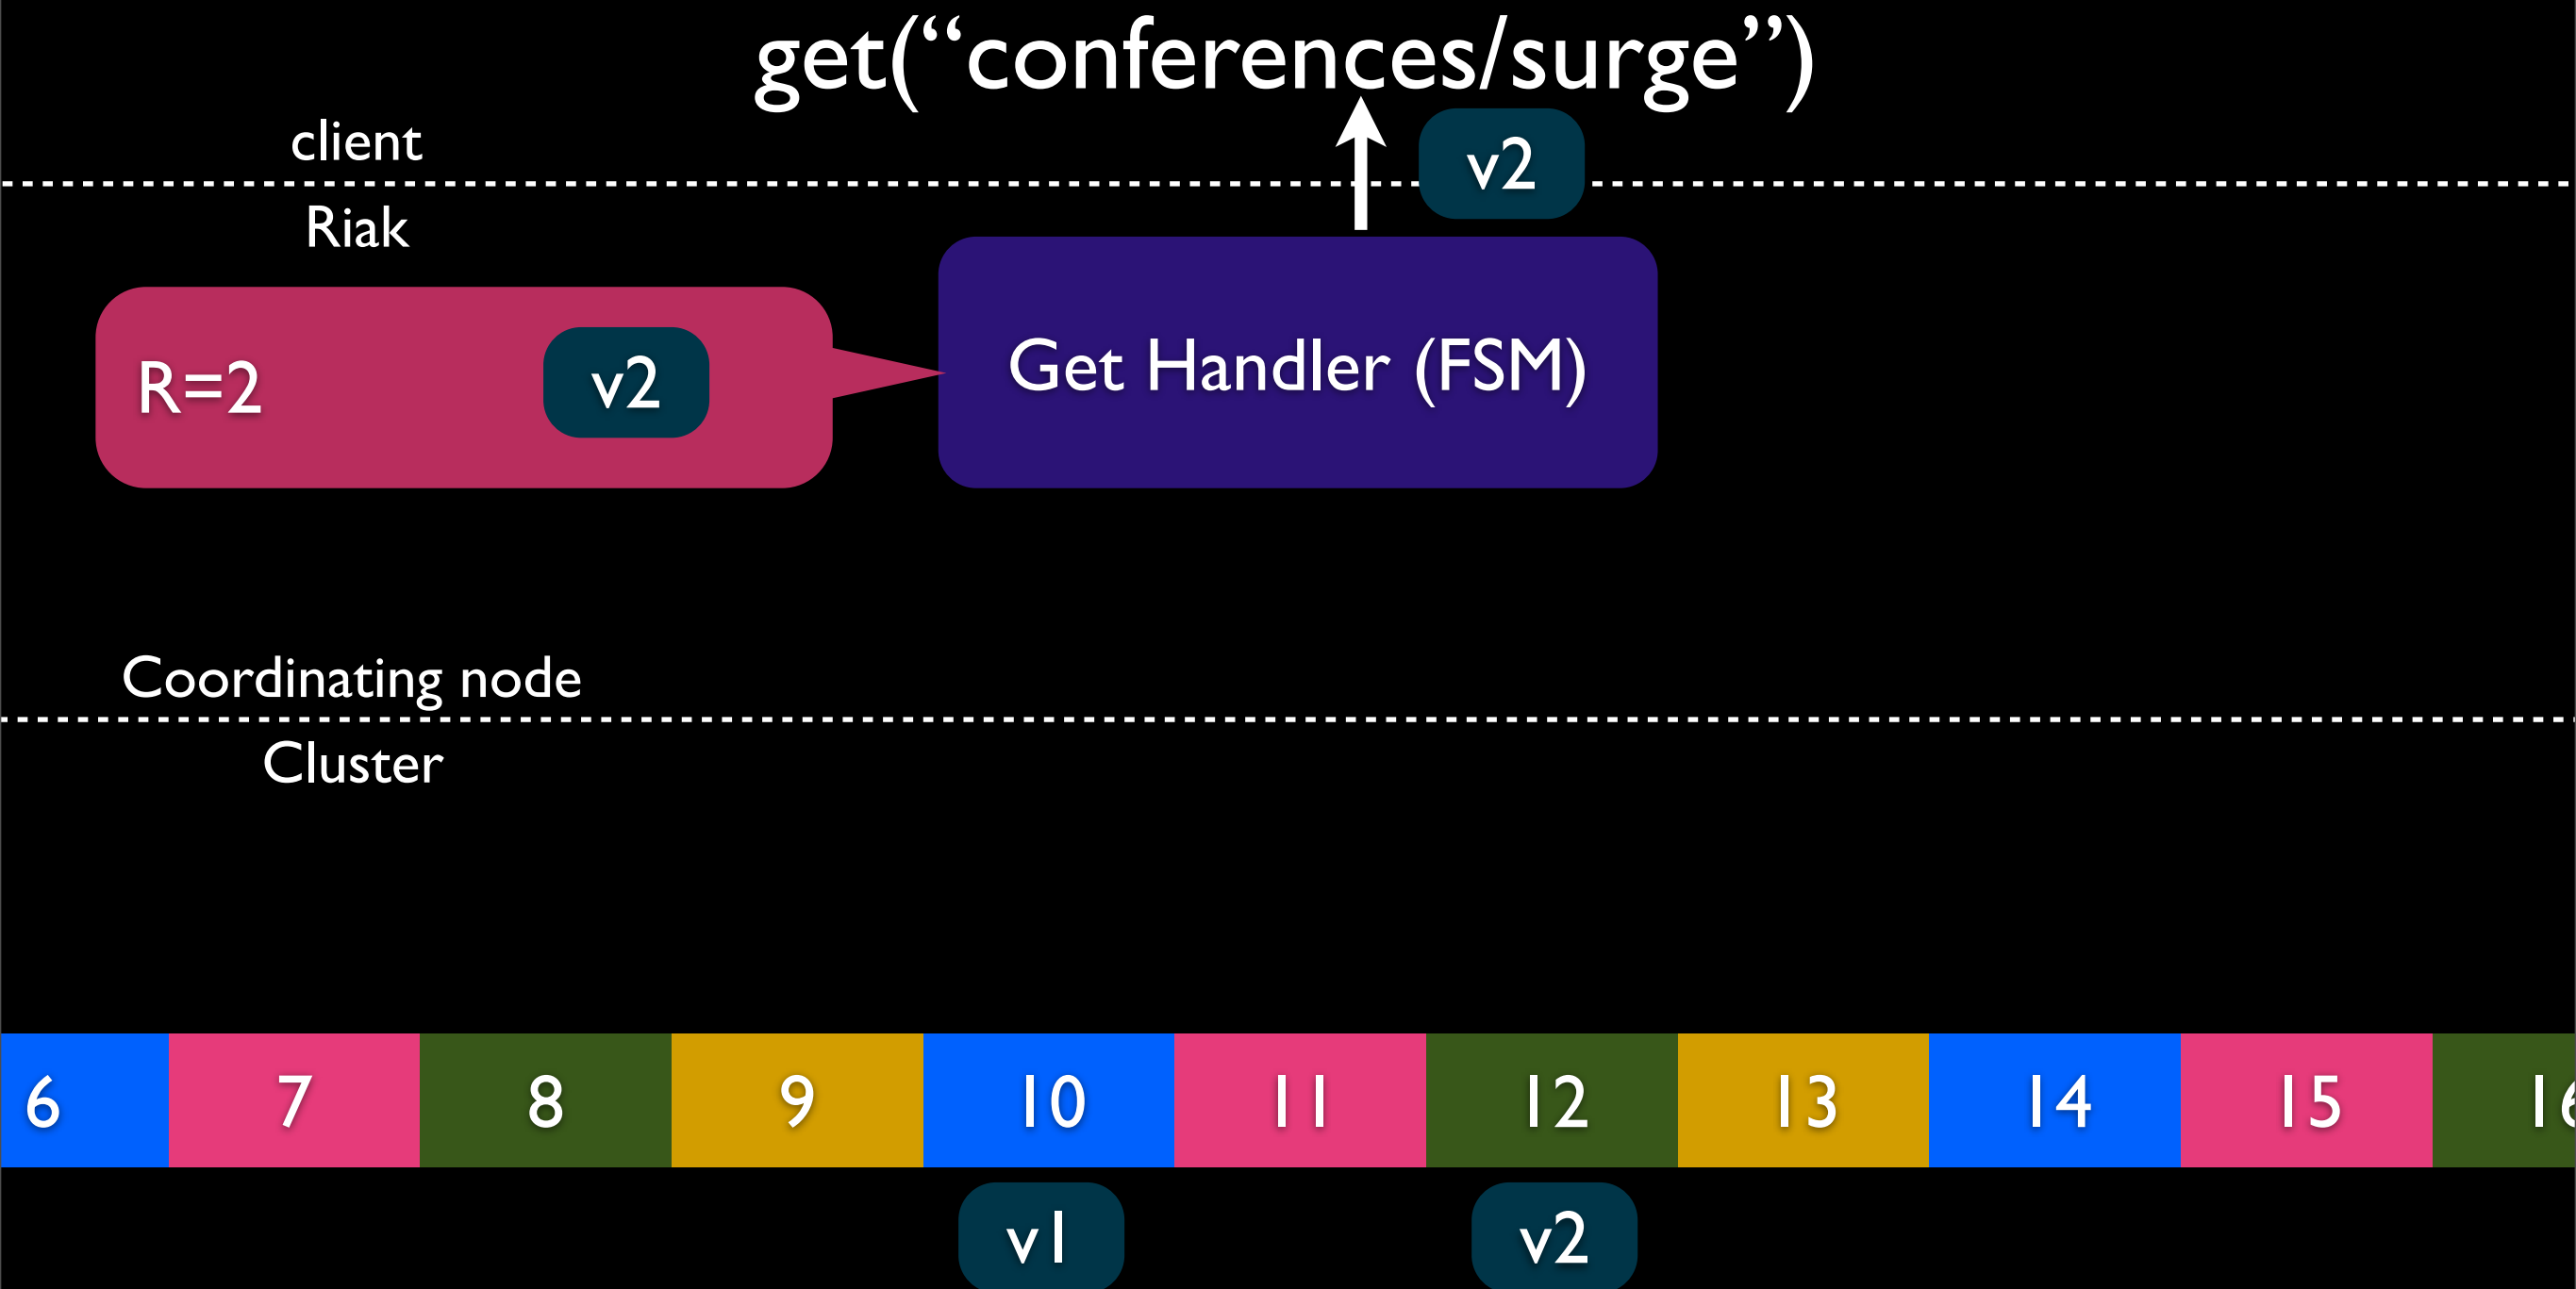 get(“conferences/surge”)
client
v2
Riak
R=2
v2
Get Handler (FSM)
Coordinating node
Cluster
6 7 8 9 10 11 12 13 14 15 16
v1 v2